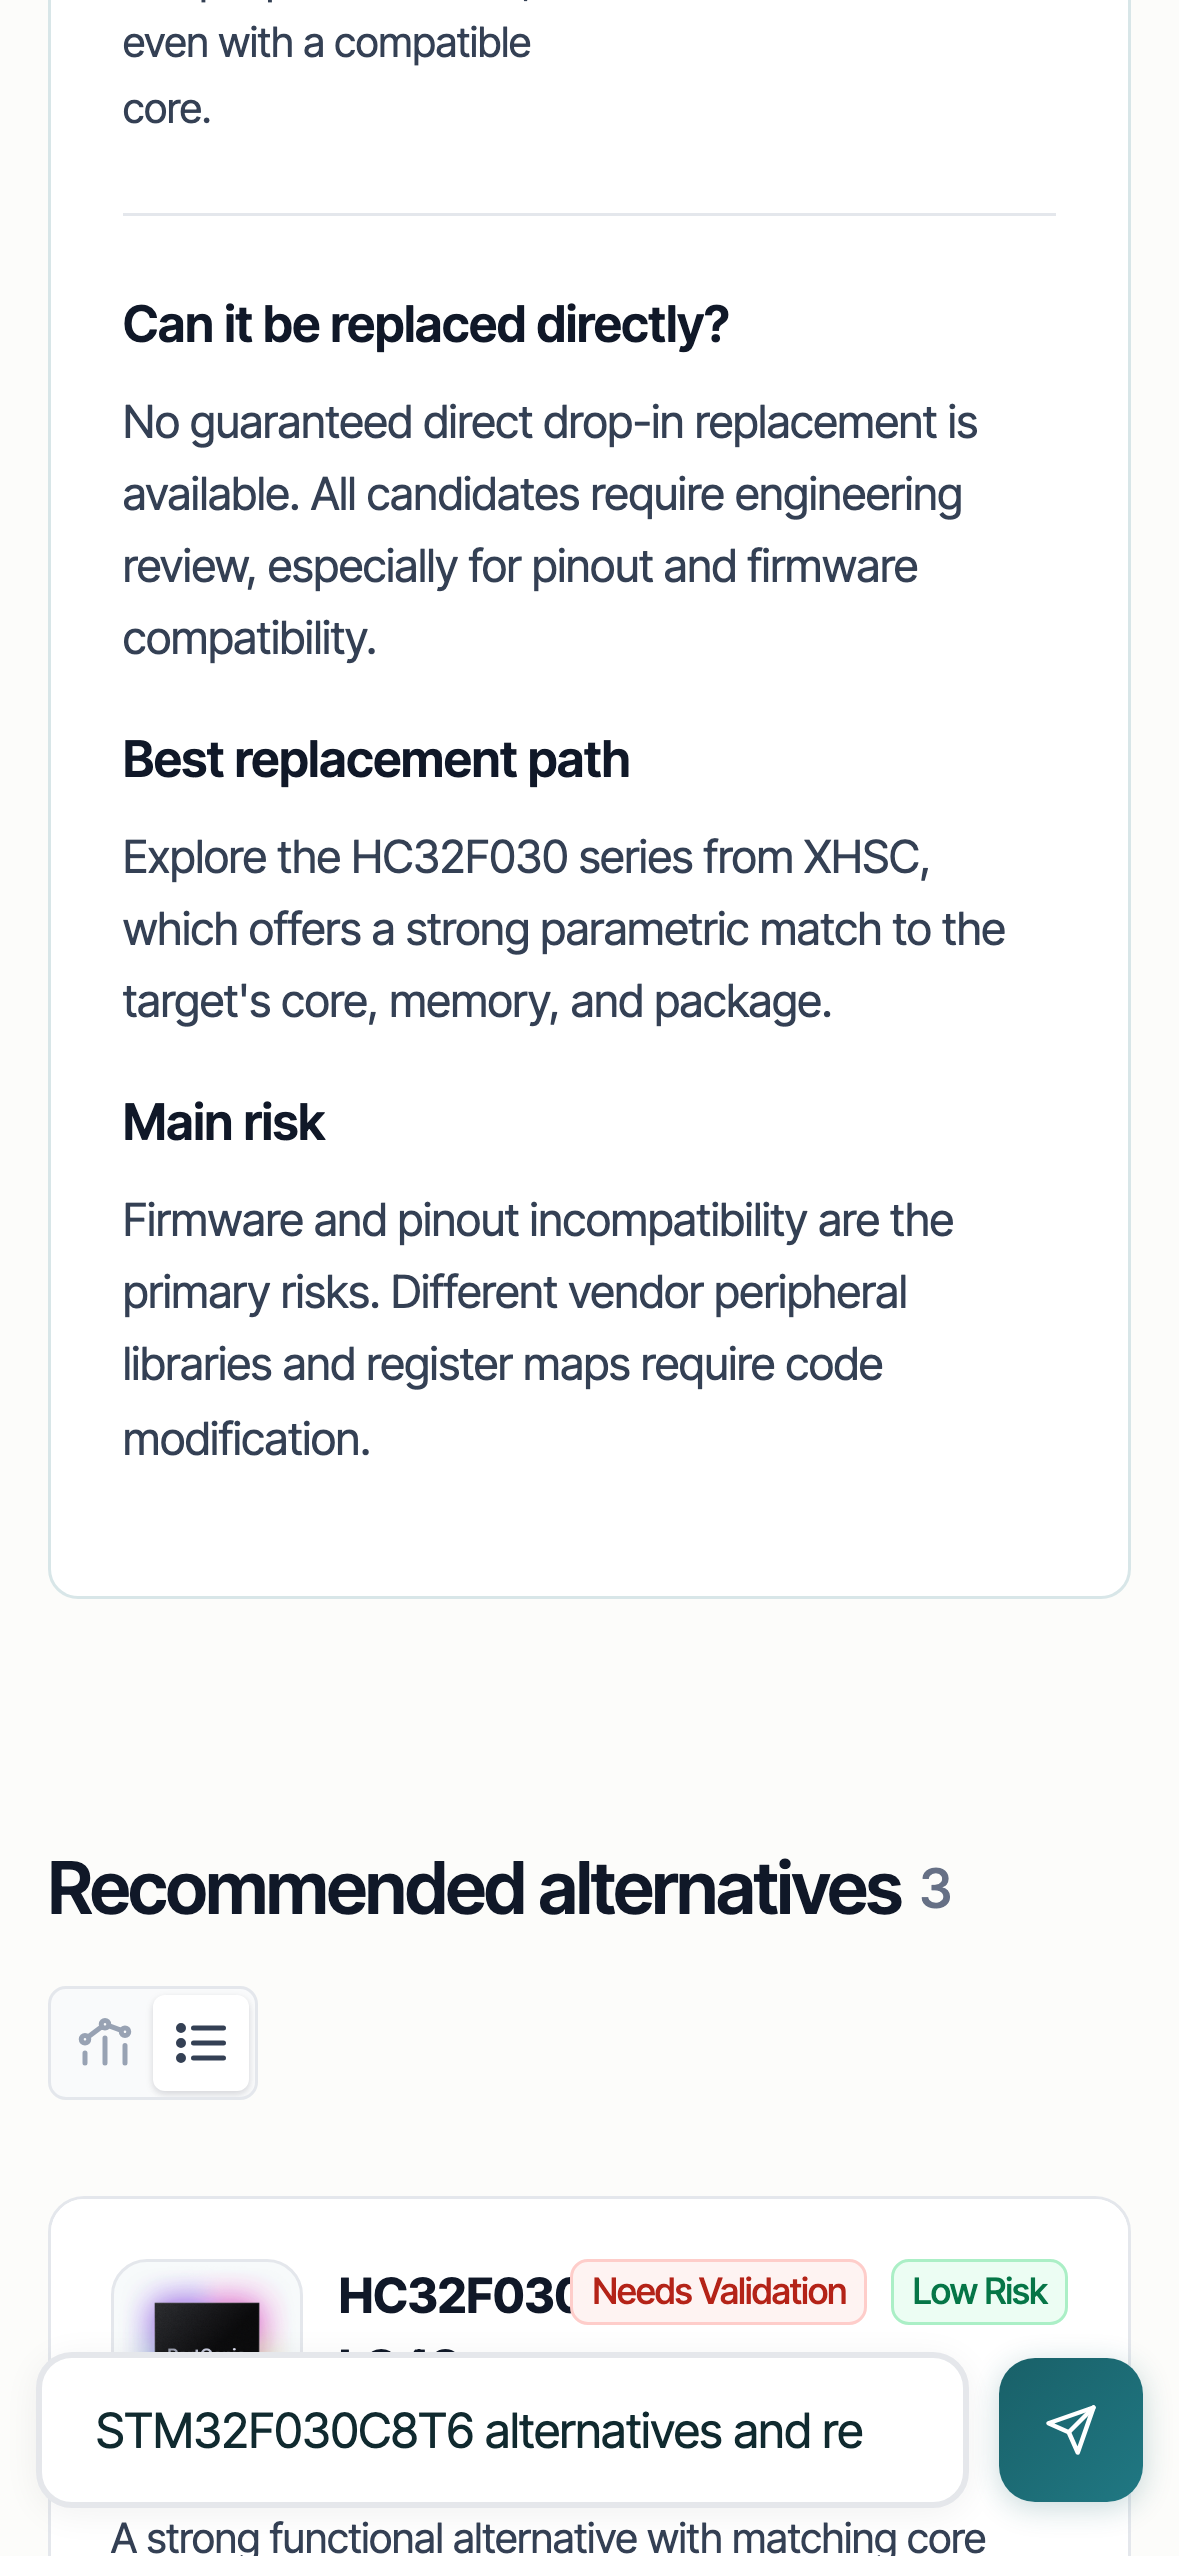 even with a compatible
core.
Can it be replaced directly?
No guaranteed direct drop-in replacement is
available. All candidates require engineering
review, especially for pinout and firmware
compatibility.
Best replacement path
Explore the HC32F030 series from XHSC,
which offers a strong parametric match to the
target's core, memory, and package.
Main risk
Firmware and pinout incompatibility are the
primary risks. Different vendor peripheral
libraries and register maps require code
modification.
Recommended alternatives 3
HC32F030 Needs Validation Low Risk
STM32F030C8T6 alternatives and re
A strong functional alternative with matching core